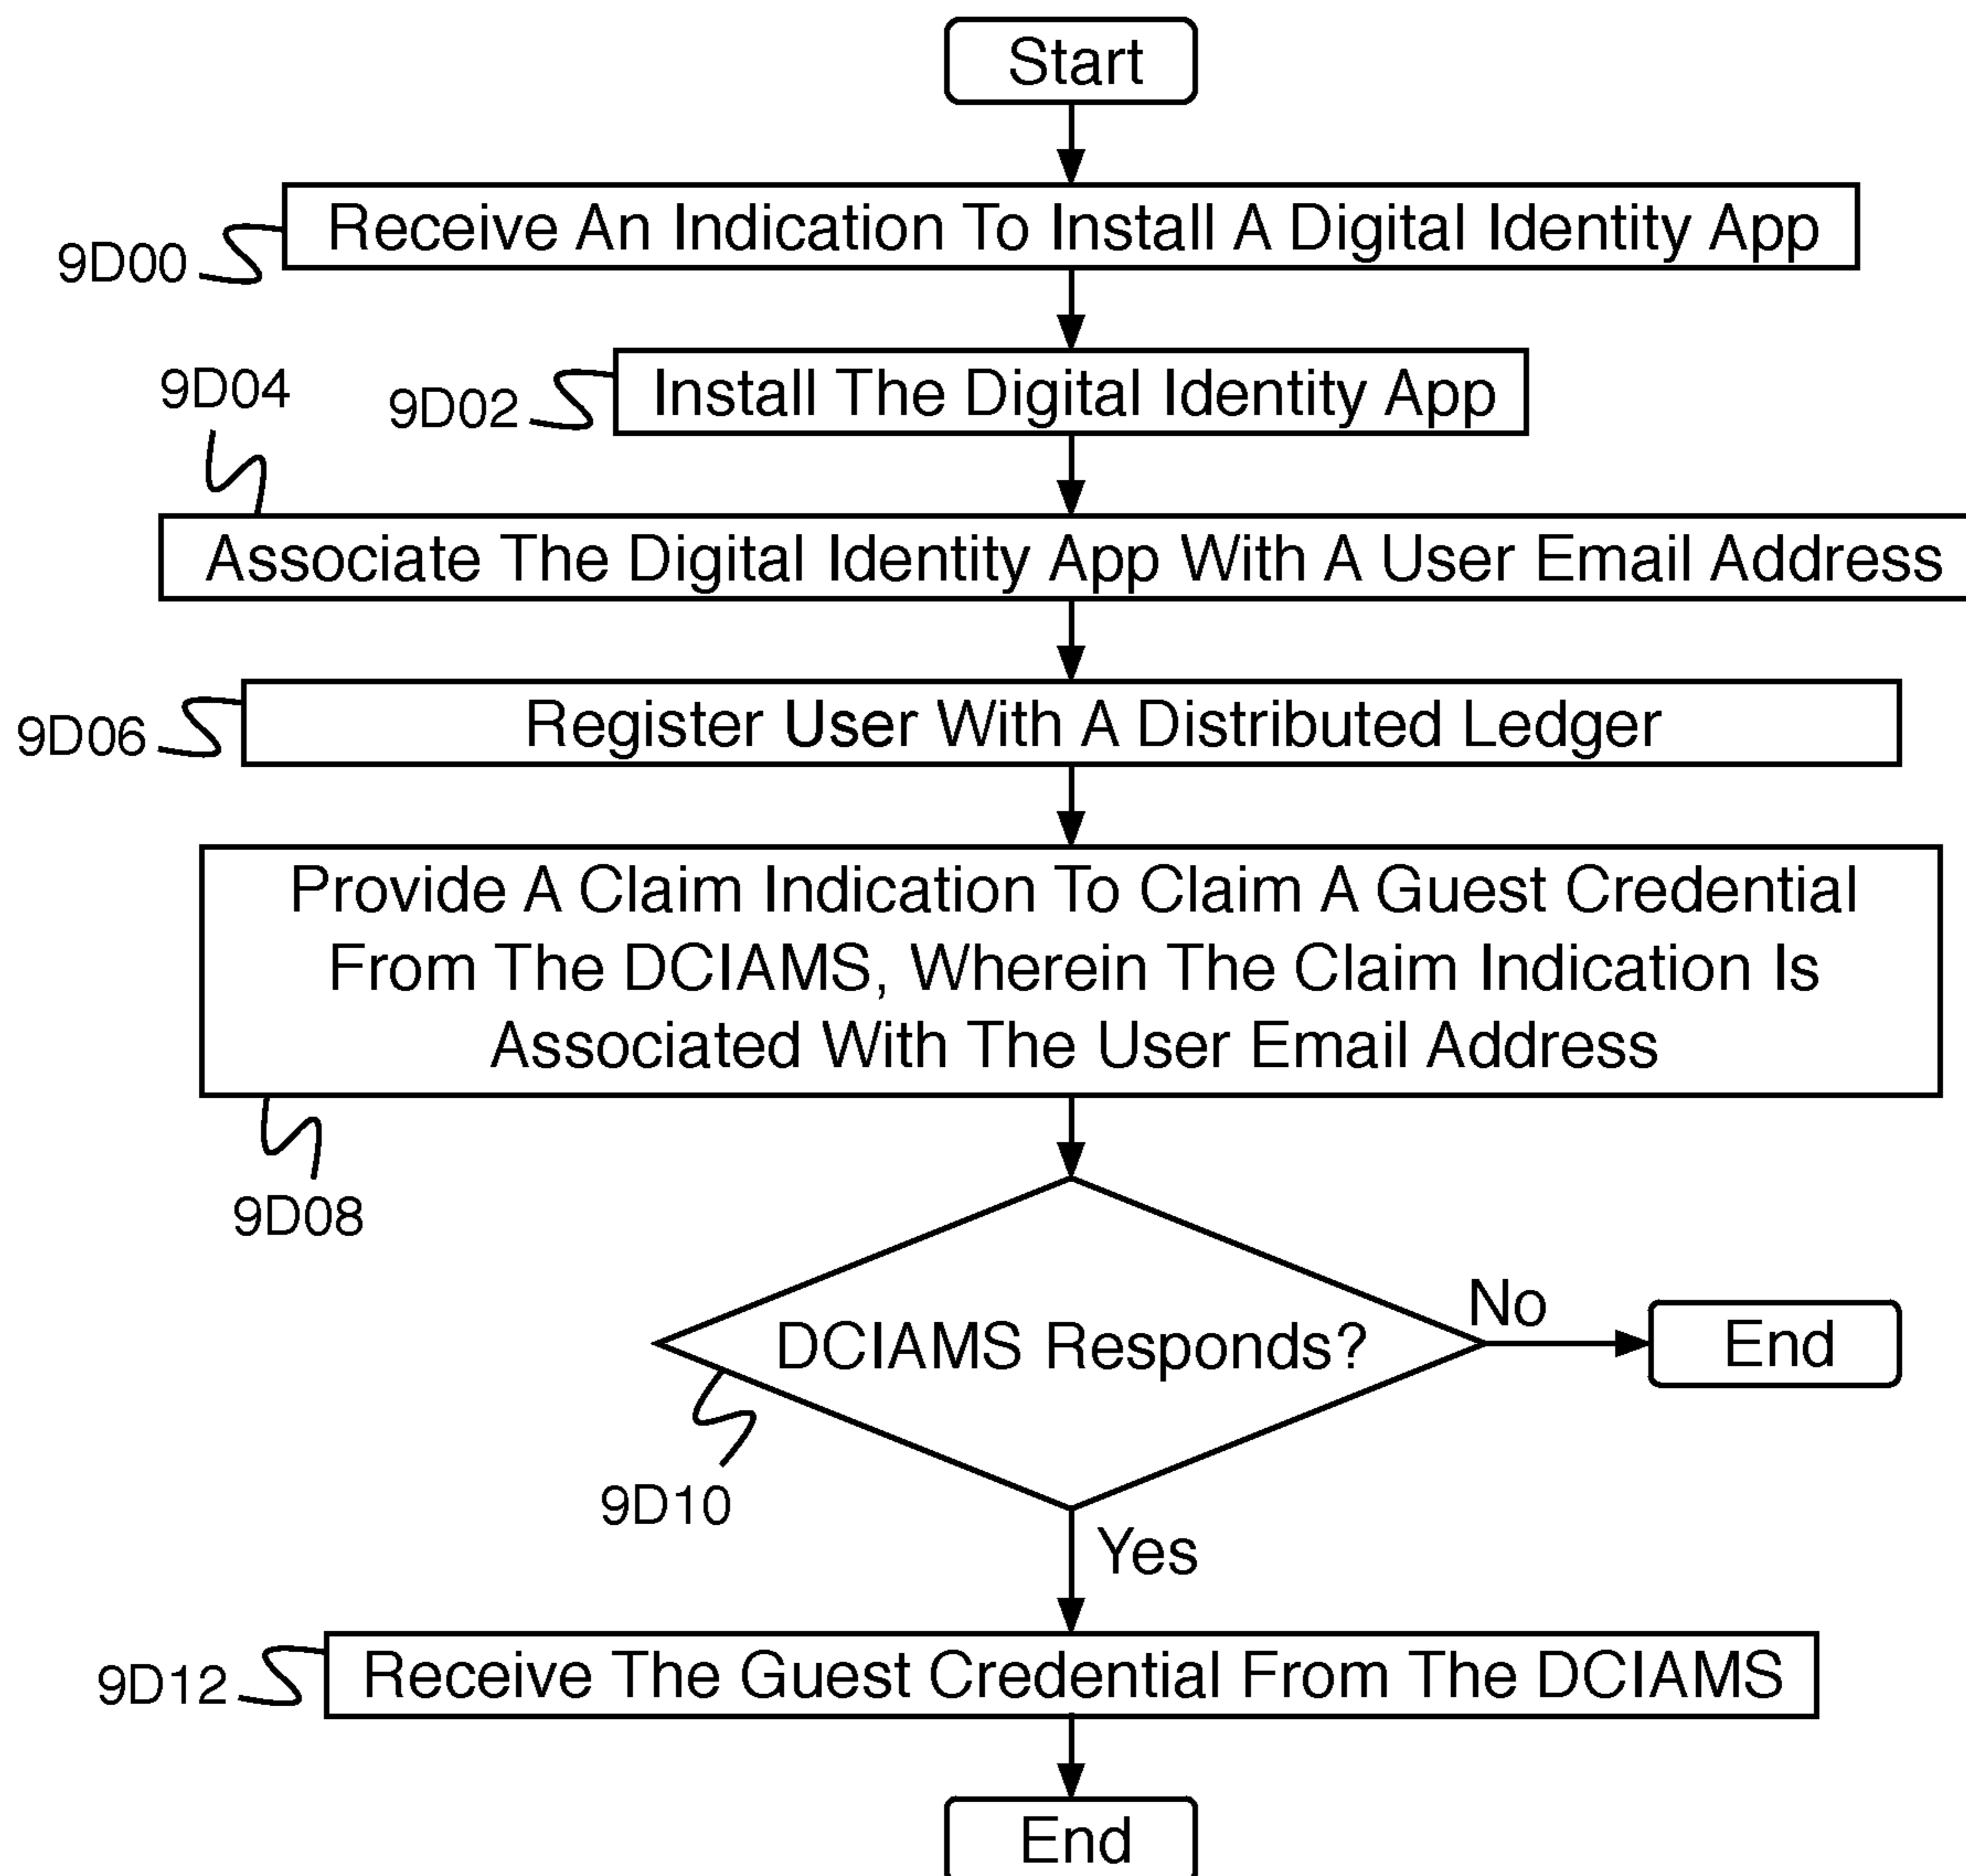 Start
Receive An Indication To Install A Digital Identity App
9D00
9D04
9D02
Install The Digital Identity App
Associate The Digital Identity App With A User Email Address
9D06
Register User With A Distributed Ledger
Provide A Claim Indication To Claim A Guest Credential
From The DCIAMS, Wherein The Claim Indication Is
Associated With The User Email Address
9D08
DCIAMS Responds?
No
End
9D10
Yes
9D12
Receive The Guest Credential From The DCIAMS
End